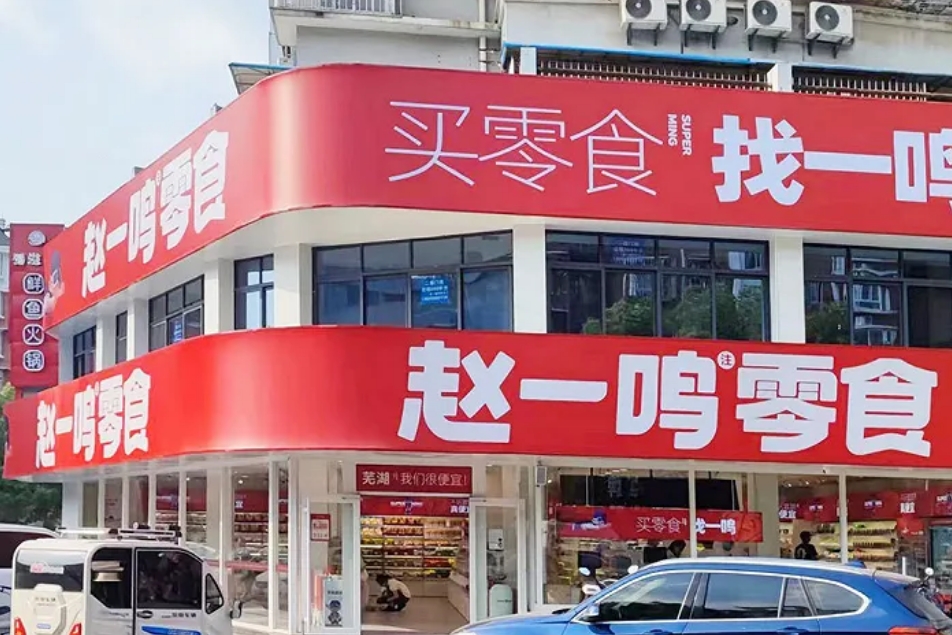 买零食
SUPER
MING
找一鸣
赵一鸣零食
鲜鱼火锅
赵一鸣零食
注
赵一鸣零食
芜湖 我们很便宜!
买零食 找一鸣